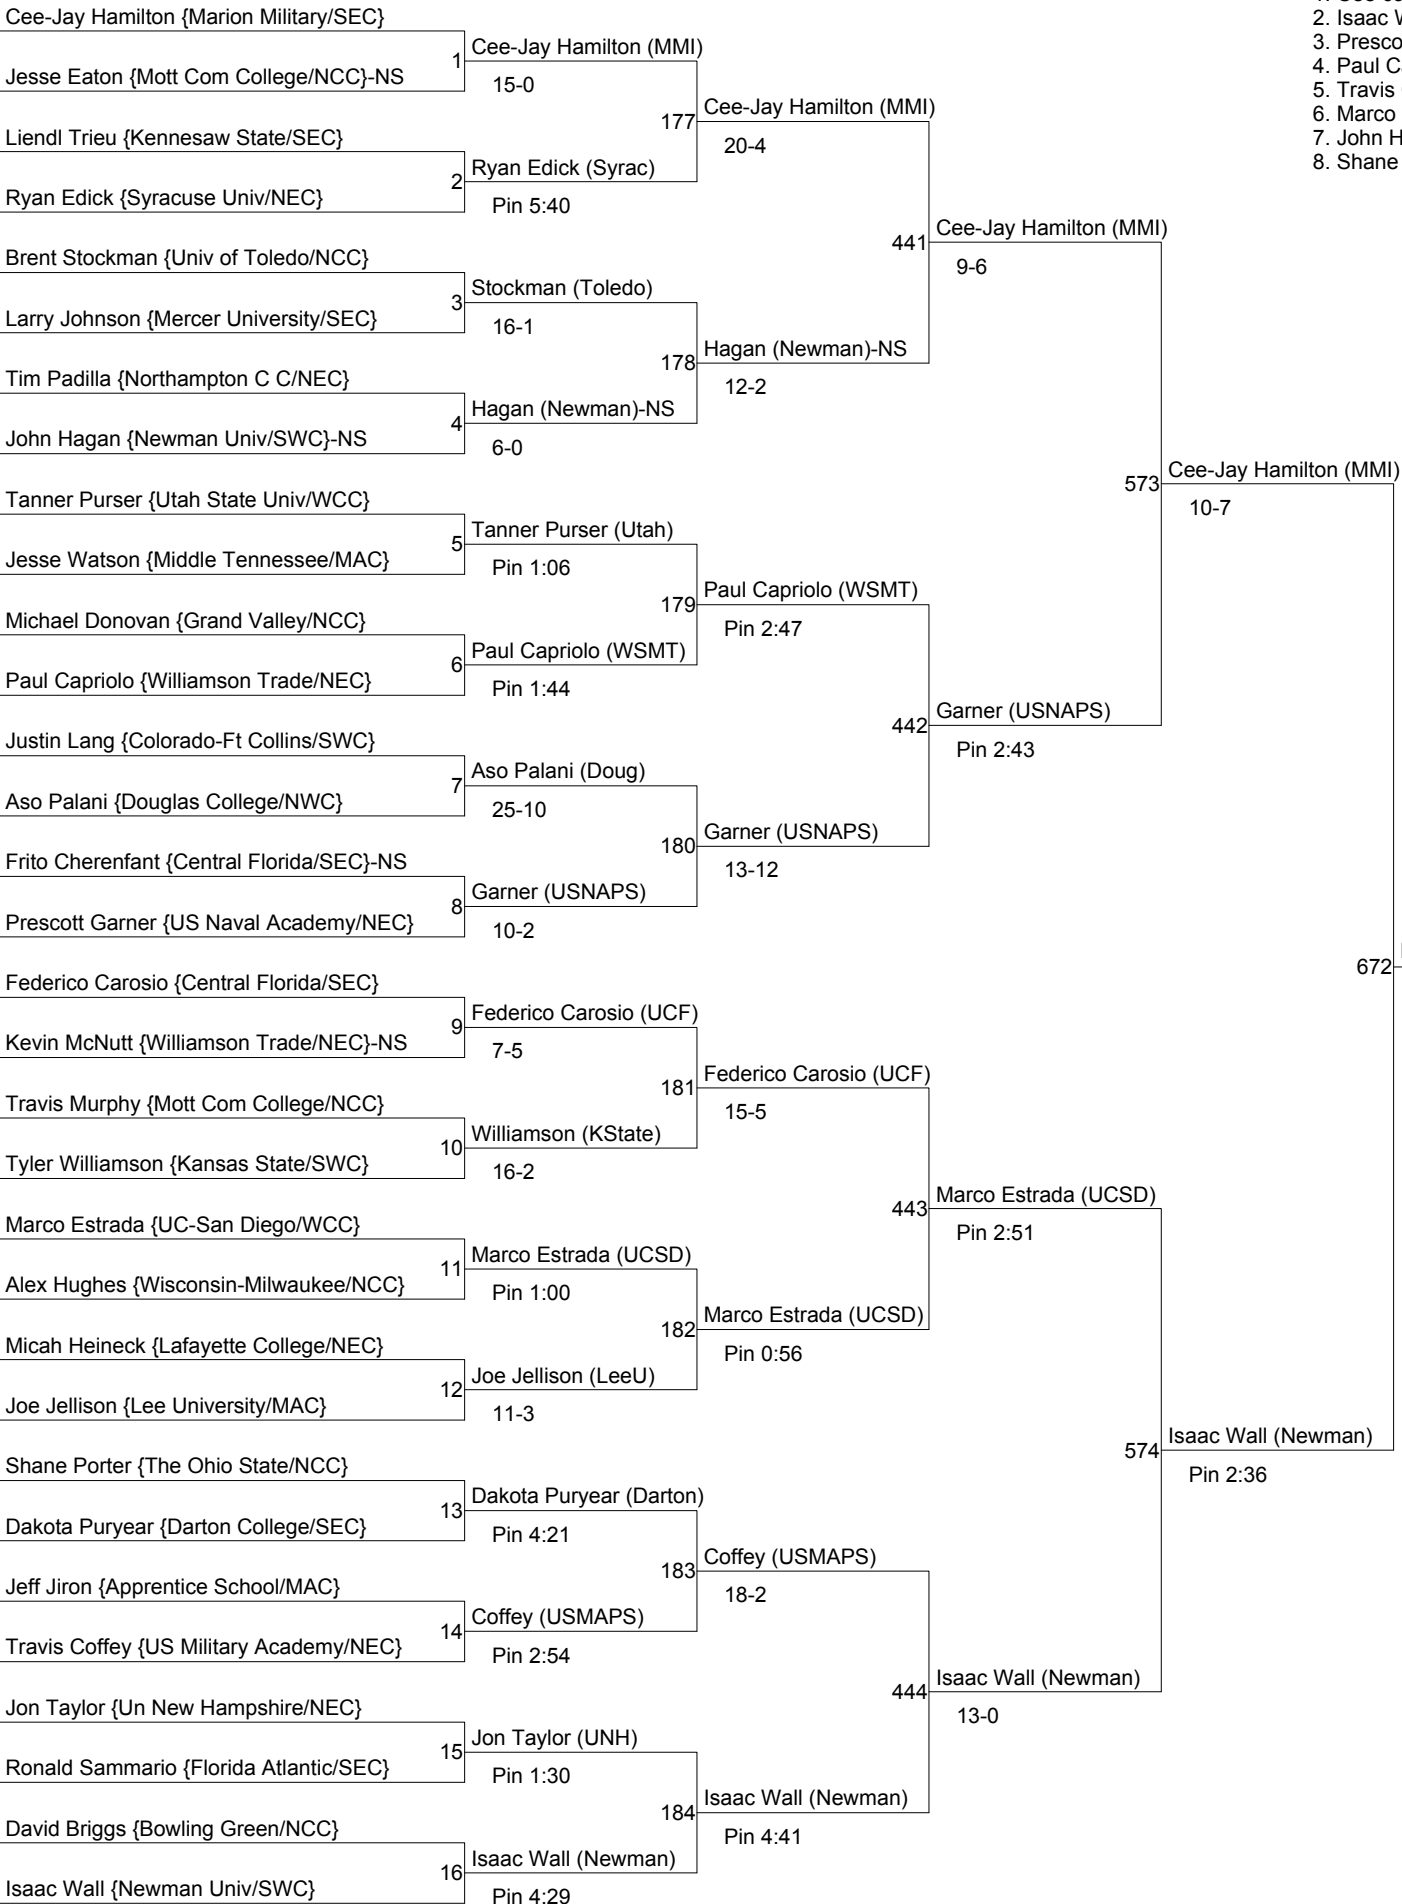 Cee-Jay Hamilton {Marion Military/SEC}
Jesse Eaton {Mott Com College/NCC}-NS
Liendl Trieu {Kennesaw State/SEC}
Ryan Edick {Syracuse Univ/NEC}
Brent Stockman {Univ of Toledo/NCC}
Larry Johnson {Mercer University/SEC}
Tim Padilla {Northampton C C/NEC}
John Hagan {Newman Univ/SWC}-NS
Tanner Purser {Utah State Univ/WCC}
Jesse Watson {Middle Tennessee/MAC}
Michael Donovan {Grand Valley/NCC}
Paul Capriolo {Williamson Trade/NEC}
Justin Lang {Colorado-Ft Collins/SWC}
Aso Palani {Douglas College/NWC}
Frito Cherenfant {Central Florida/SEC}-NS
Prescott Garner {US Naval Academy/NEC}
Federico Carosio {Central Florida/SEC}
Kevin McNutt {Williamson Trade/NEC}-NS
Travis Murphy {Mott Com College/NCC}
Tyler Williamson {Kansas State/SWC}
Marco Estrada {UC-San Diego/WCC}
Alex Hughes {Wisconsin-Milwaukee/NCC}
Micah Heineck {Lafayette College/NEC}
Joe Jellison {Lee University/MAC}
Shane Porter {The Ohio State/NCC}
Dakota Puryear {Darton College/SEC}
Jeff Jiron {Apprentice School/MAC}
Travis Coffey {US Military Academy/NEC}
Jon Taylor {Un New Hampshire/NEC}
Ronald Sammario {Florida Atlantic/SEC}
David Briggs {Bowling Green/NCC}
Isaac Wall {Newman Univ/SWC}
1 Cee-Jay Hamilton (MMI)
15-0
2 Ryan Edick (Syrac)
Pin 5:40
3 Stockman (Toledo)
16-1
4 Hagan (Newman)-NS
6-0
5 Tanner Purser (Utah)
Pin 1:06
6 Paul Capriolo (WSMT)
Pin 1:44
7 Aso Palani (Doug)
25-10
8 Garner (USNAPS)
10-2
9 Federico Carosio (UCF)
7-5
10 Williamson (KState)
16-2
11 Marco Estrada (UCSD)
Pin 1:00
12 Joe Jellison (LeeU)
11-3
13 Dakota Puryear (Darton)
Pin 4:21
14 Coffey (USMAPS)
Pin 2:54
15 Jon Taylor (UNH)
Pin 1:30
16 Isaac Wall (Newman)
Pin 4:29
177 Cee-Jay Hamilton (MMI)
20-4
178 Hagan (Newman)-NS
12-2
179 Paul Capriolo (WSMT)
Pin 2:47
180 Garner (USNAPS)
13-12
181 Federico Carosio (UCF)
15-5
182 Marco Estrada (UCSD)
Pin 0:56
183 Coffey (USMAPS)
18-2
184 Isaac Wall (Newman)
Pin 4:41
441 Cee-Jay Hamilton (MMI)
9-6
442 Garner (USNAPS)
Pin 2:43
443 Marco Estrada (UCSD)
Pin 2:51
444 Isaac Wall (Newman)
13-0
573 Cee-Jay Hamilton (MMI)
10-7
574 Isaac Wall (Newman)
Pin 2:36
672
2. Isaac
3. Presco
4. Paul
5. Travis
6. Marco
7. John H
8. Shane